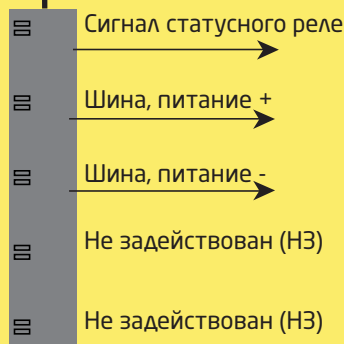 Сигнал статусного реле
Шина, питание +
Шина, питание -
Не задействован (НЗ)
Не задействован (НЗ)